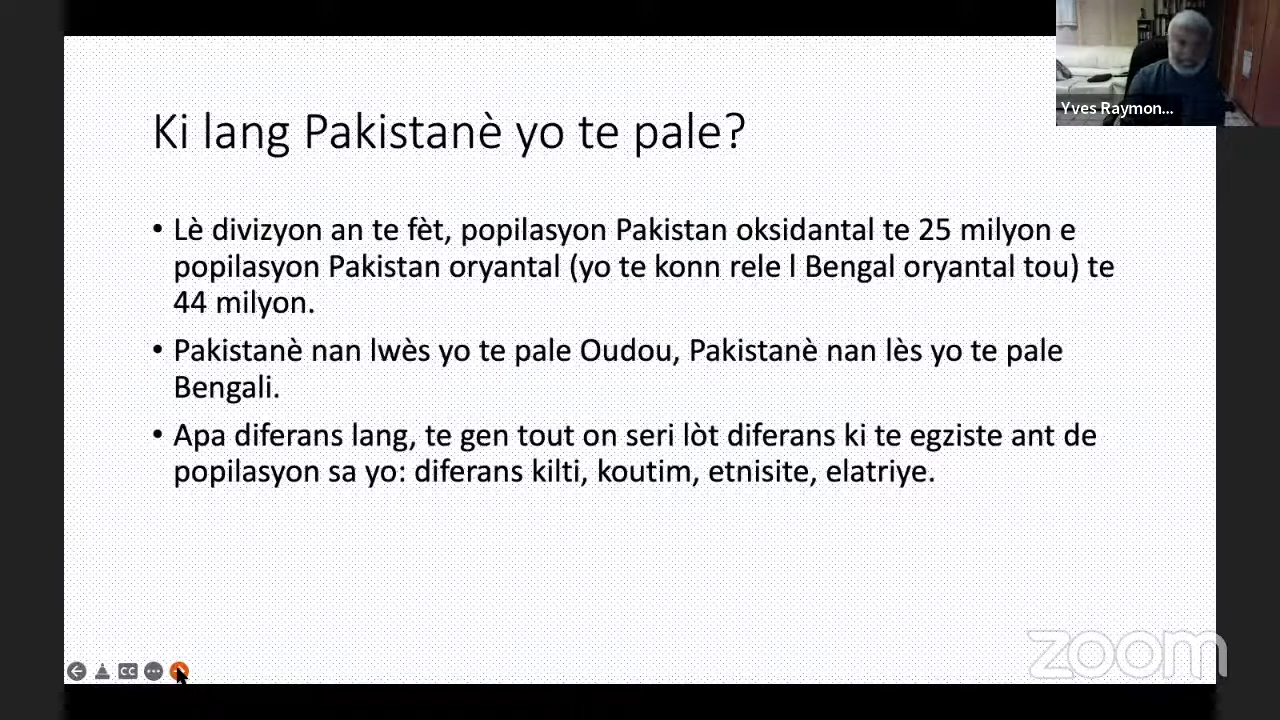 Yves Raymon...
Ki lang Pakistanè yo te pale?
• Lè divizyon an te fèt, popilasyon Pakistan oksidantal te 25 milyon e
popilasyon Pakistan oryantal (yo te konn rele l Bengal oryantal tou) te
44 milyon.
• Pakistanè nan lwès yo te pale Oudou, Pakistanè nan lès yo te pale
Bengali.
• Apa diferans lang, te gen tout on seri lòt diferans ki te egziste ant de
popilasyon sa yo: diferans kilti, koutim, etnisite, elatriye.
CC
zoom